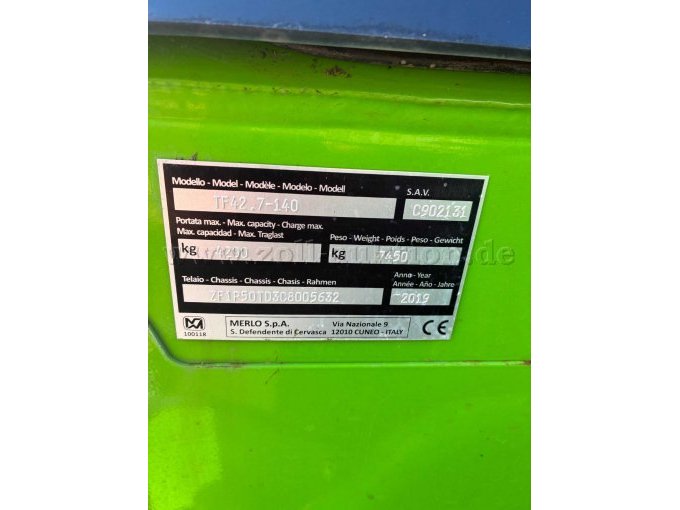 Modello - Model - Modèle - Modelo - Modell
TF42.7-140
S.A.V.
C902131
Portata max. - Max. capacity - Charge max.
Max. capacidad - Max. Traglast
kg 4200
Peso - Weight - Poids - Peso - Gewicht
kg 7450
Telaio - Chassis - Chassis - Chasis - Rahmen
ZF1P50TD3C8005632
Anno - Year
Année - Año - Jahre
2019
100118
MERLO S.p.A.
S. Defendente di Cervasca
Via Nazionale 9
12010 CUNEO - ITALY
CE
www.zoll-auktion.de